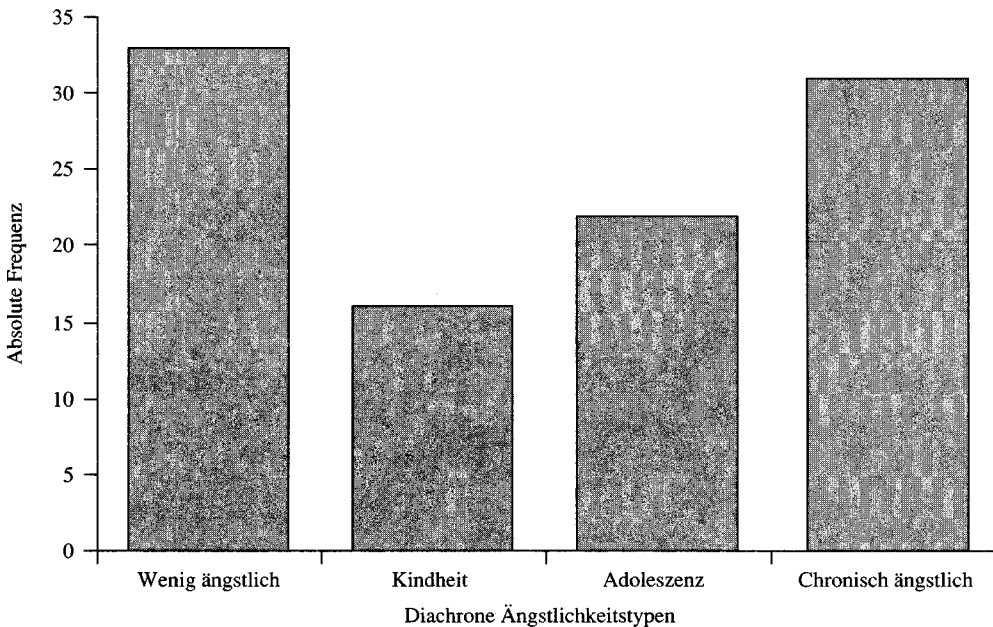 35
30
25
20
15
10
5
0
Absolute Frequenz
Wenig ängstlich
Kindheit
Adoleszenz
Chronisch ängstlich
Diachrone Ängstlichkeitstypen